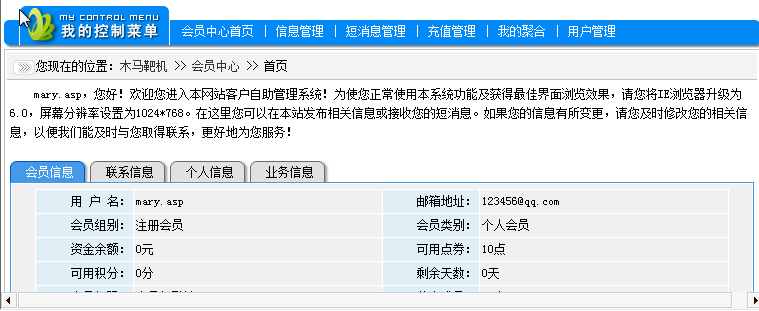 MY CONTROL MENU
我的控制菜单
会员中心首页 | 信息管理 | 短消息管理 | 充值管理 | 我的聚合 | 用户管理
您现在的位置：木马靶机 >> 会员中心 >> 首页
mary.asp，您好！欢迎您进入本网站客户自助管理系统！为使您正常使用本系统功能及获得最佳界面浏览效果，请您将IE浏览器升级为
6.0，屏幕分辨率设置为1024*768。在这里您可以在本站发布相关信息或接收您的短消息。如果您的信息有所变更，请您及时修改您的相关信
息，以便我们能及时与您取得联系，更好地为您服务！
会员信息 联系信息 个人信息 业务信息
用 户 名： mary.asp 邮箱地址： 123456@qq.com
会员组别： 注册会员 会员类别： 个人会员
资金余额： 0元 可用点券： 10点
可用积分： 0分 剩余天数： 0天